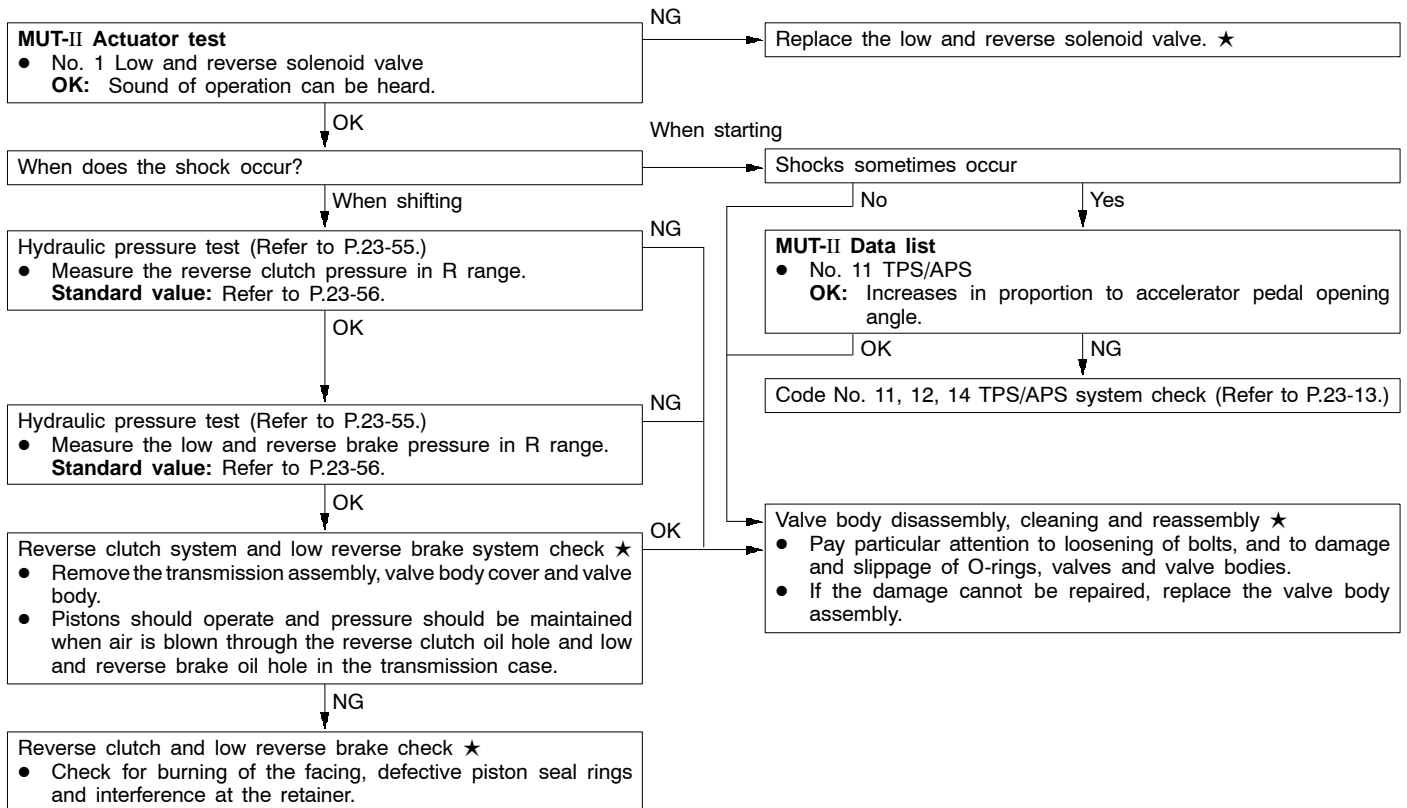 NG
MUT-II Actuator test
● No. 1 Low and reverse solenoid valve
OK: Sound of operation can be heard.
Replace the low and reverse solenoid valve. ★
OK
When starting
When does the shock occur?
Shocks sometimes occur
When shifting
No
Yes
NG
Hydraulic pressure test (Refer to P.23-55.)
● Measure the reverse clutch pressure in R range.
Standard value: Refer to P.23-56.
MUT-II Data list
● No. 11 TPS/APS
OK: Increases in proportion to accelerator pedal opening
angle.
OK
OK
NG
Code No. 11, 12, 14 TPS/APS system check (Refer to P.23-13.)
NG
Hydraulic pressure test (Refer to P.23-55.)
● Measure the low and reverse brake pressure in R range.
Standard value: Refer to P.23-56.
OK
OK
Reverse clutch system and low reverse brake system check ★
● Remove the transmission assembly, valve body cover and valve
body.
● Pistons should operate and pressure should be maintained
when air is blown through the reverse clutch oil hole and low
and reverse brake oil hole in the transmission case.
Valve body disassembly, cleaning and reassembly ★
● Pay particular attention to loosening of bolts, and to damage
and slippage of O-rings, valves and valve bodies.
● If the damage cannot be repaired, replace the valve body
assembly.
NG
Reverse clutch and low reverse brake check ★
● Check for burning of the facing, defective piston seal rings
and interference at the retainer.